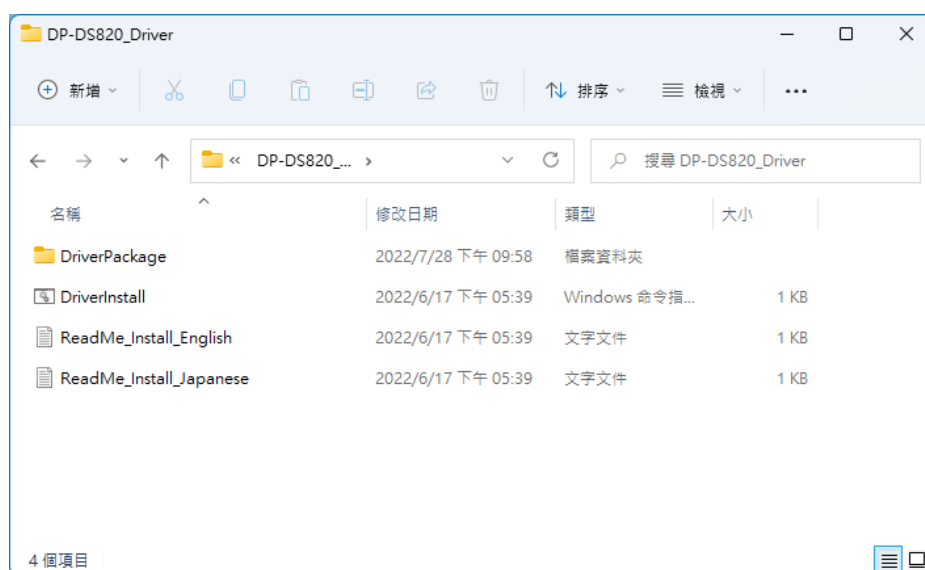 DP-DS820_Driver
新增 排序 檢視 ...
« DP-DS820_... › 搜尋 DP-DS820_Driver
名稱 修改日期 類型 大小
DriverPackage 2022/7/28 下午 09:58 檔案資料夾
DriverInstall 2022/6/17 下午 05:39 Windows 命令指... 1 KB
ReadMe_Install_English 2022/6/17 下午 05:39 文字文件 1 KB
ReadMe_Install_Japanese 2022/6/17 下午 05:39 文字文件 1 KB
4 個項目